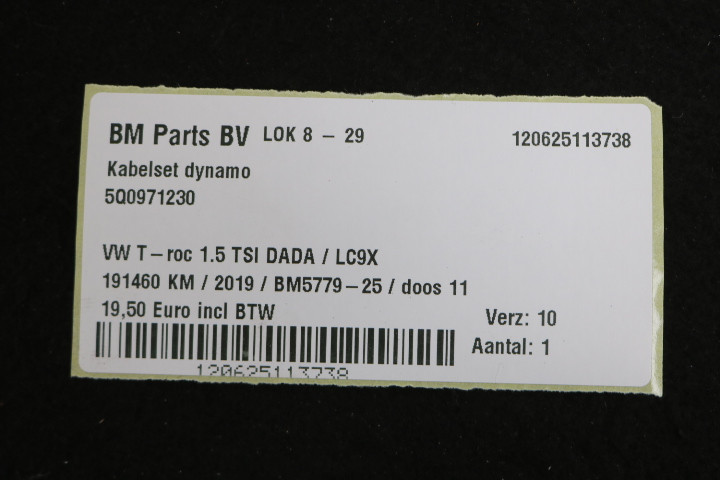 BM Parts BV LOK 8 - 29 120625113738
Kabelset dynamo
5Q0971230
VW T-roc 1.5 TSI DADA / LC9X
191460 KM / 2019 / BM5779-25 / doos 11
19,50 Euro incl BTW
Verz: 10
Aantal: 1
120625113738